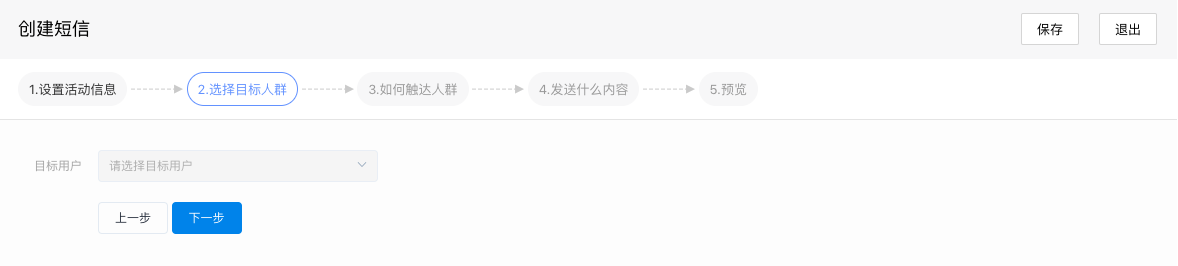 创建短信
保存
退出
1.设置活动信息
2.选择目标人群
3.如何触达人群
4.发送什么内容
5.预览
目标用户
请选择目标用户
上一步
下一步